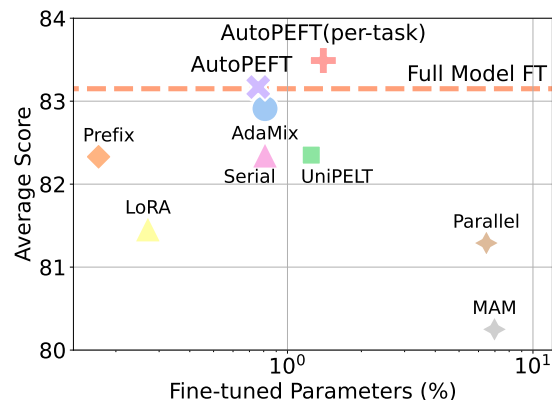 84
AutoPEFT(per-task)
AutoPEFT
Full Model FT
83
AdaMix
Prefix
Serial
UniPELT
82
LoRA
Parallel
81
MAM
80
10⁰
10¹
Fine-tuned Parameters (%)
Average Score